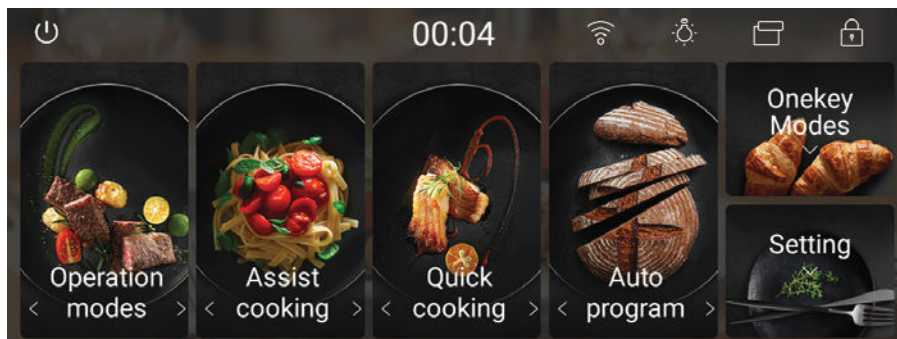 00:04
Operation
modes
Assist
cooking
Quick
cooking
Auto
program
Onekey
Modes
Setting